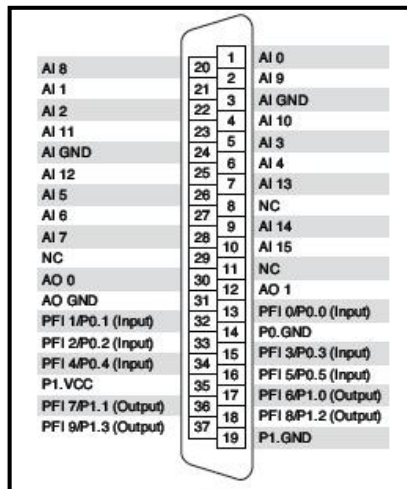 AI 8 20
AI 1 21
AI 2 22
AI 11 23
AI GND 24
AI 12 25
AI 5 26
AI 6 27
AI 7 28
NC 29
AO 0 30
AO GND 31
PFI 1/P0.1 (Input) 32
PFI 2/P0.2 (Input) 33
PFI 4/P0.4 (Input) 34
P1.VCC 35
PFI 7/P1.1 (Output) 36
PFI 9/P1.3 (Output) 37
1 AI 0
2 AI 9
3 AI GND
4 AI 10
5 AI 3
6 AI 4
7 AI 13
8 NC
9 AI 14
10 AI 15
11 NC
12 AO 1
13 PFI 0/P0.0 (Input)
14 P0.GND
15 PFI 3/P0.3 (Input)
16 PFI 5/P0.5 (Input)
17 PFI 6/P1.0 (Output)
18 PFI 8/P1.2 (Output)
19 P1.GND